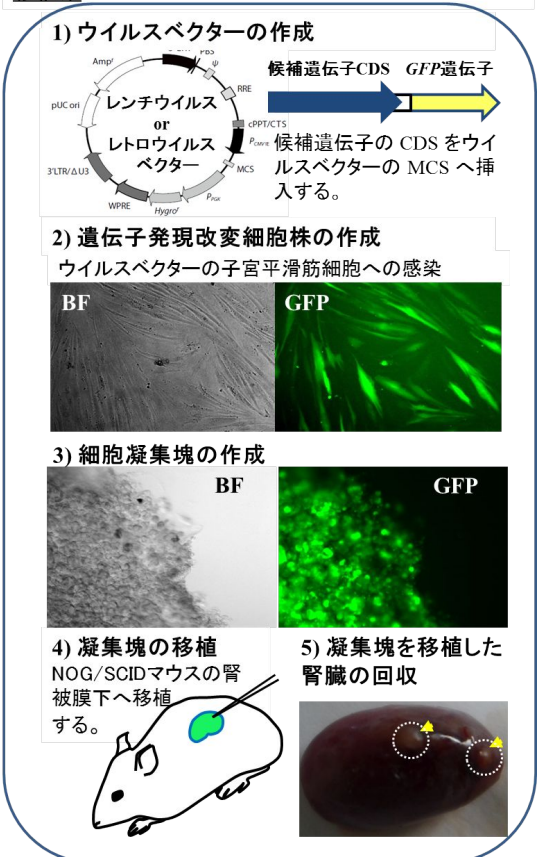 1) ウイルスベクターの作成
PBS
ψ
Ampʳ
RRE
pUC ori
cPPT/CTS
レンチウイルス
or
レトロウイルス
ベクター
P CMV/TE
MCS
3'LTR/ΔU3
P PGK
WPRE
Hygroʳ
候補遺伝子CDS GFP遺伝子
候補遺伝子の CDS をウイ
ルスベクターの MCS へ挿
入する。
2) 遺伝子発現改変細胞株の作成
ウイルスベクターの子宮平滑筋細胞への感染
BF
GFP
3) 細胞凝集塊の作成
BF
GFP
4) 凝集塊の移植
NOG/SCIDマウスの腎
被膜下へ移植
する。
5) 凝集塊を移植した
腎臓の回収